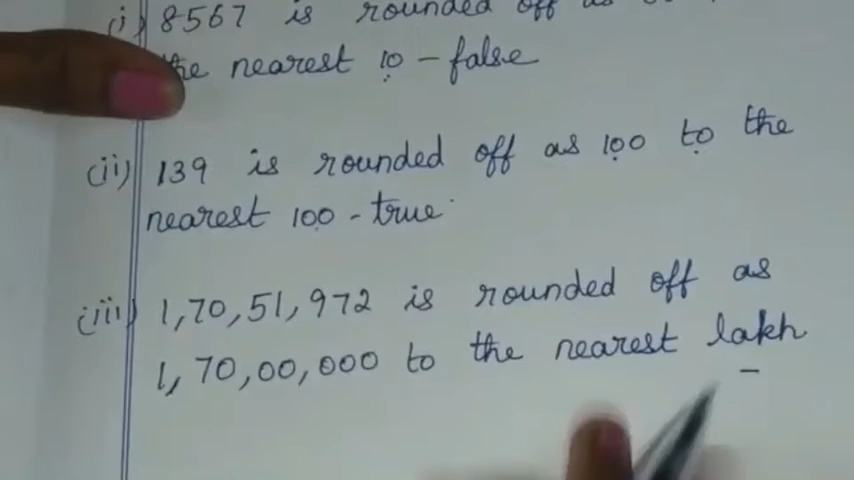 (i) 8567 is rounded off as
the nearest 10 - false
(ii) 139 is rounded off as 100 to the
nearest 100 - true.
(iii) 1,70,51,972 is rounded off as
1,70,00,000 to the nearest lakh
-